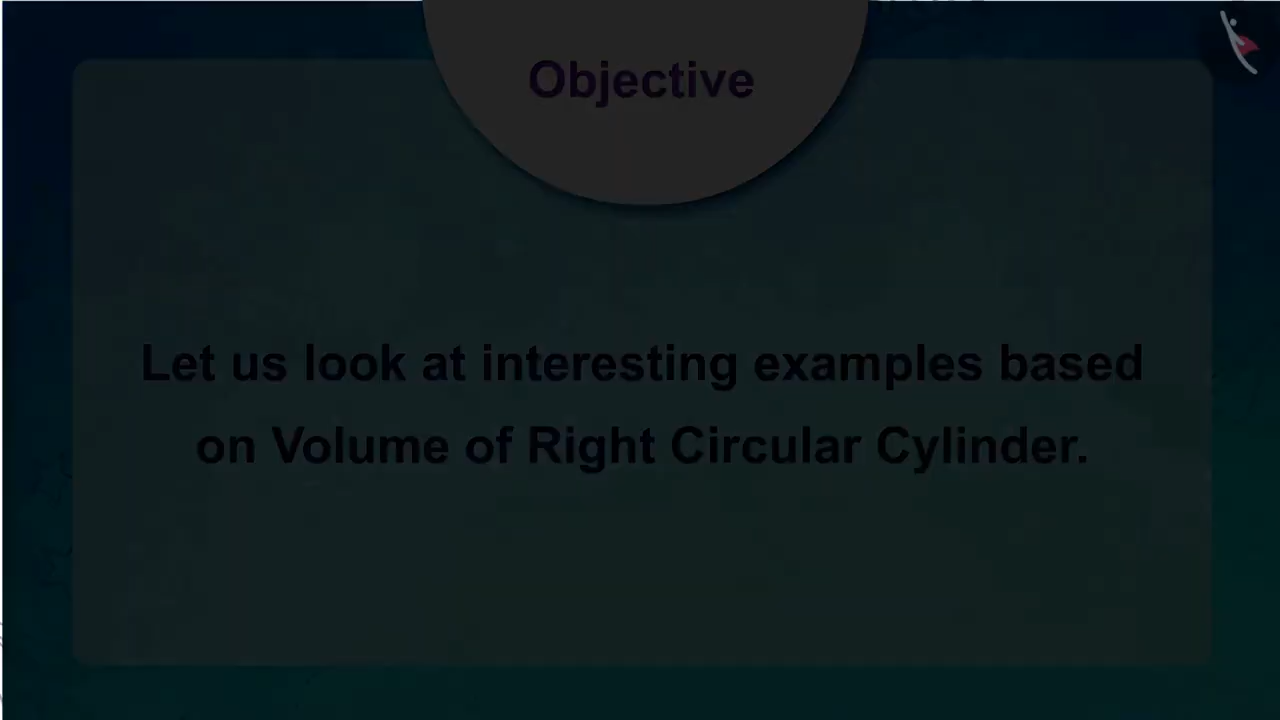 Objective
Let us look at interesting examples based
on Volume of Right Circular Cylinder.